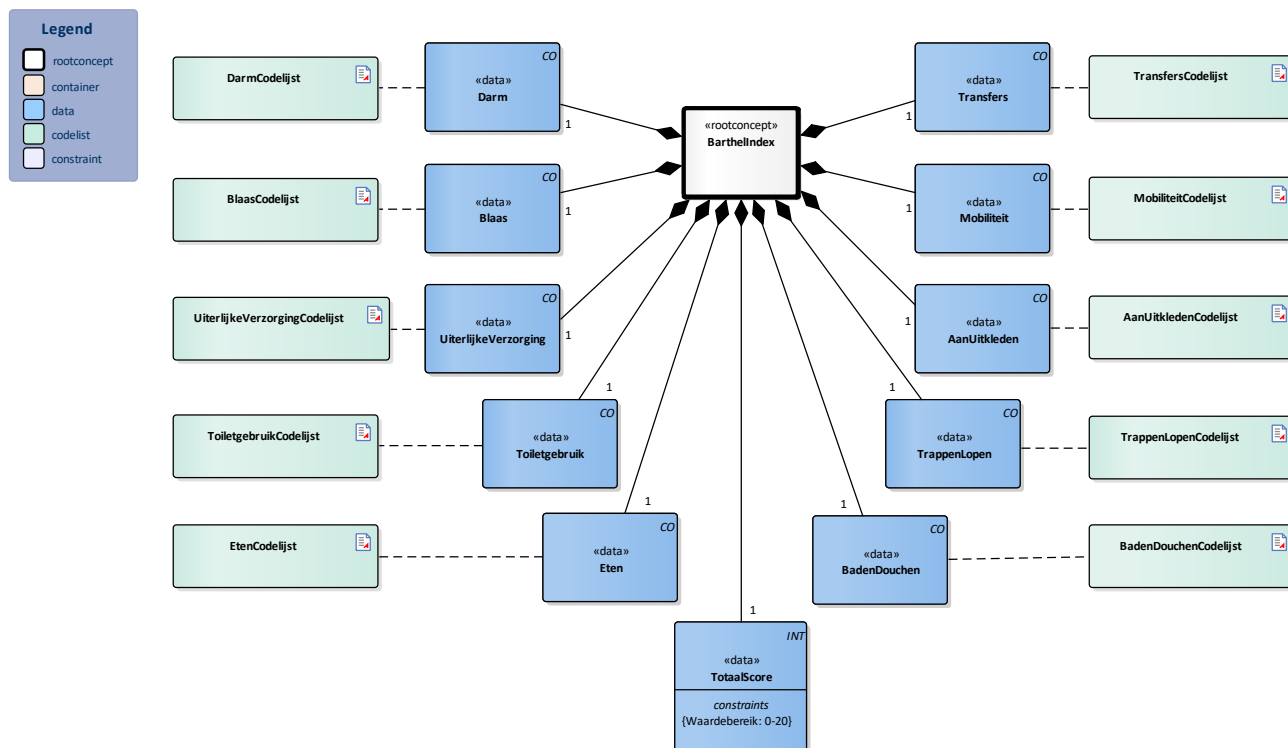 Legend
rootconcept
container
data
codelist
constraint
DarmCodelijst
CO
«data»
Darm
1
«rootconcept»
BarthelIndex
CO
«data»
Transfers
1
TransfersCodelijst
BlaasCodelijst
CO
«data»
Blaas
1
CO
«data»
Mobiliteit
1
MobiliteitCodelijst
UiterlijkeVerzorgingCodelijst
CO
«data»
UiterlijkeVerzorging
1
CO
«data»
AanUitkleden
1
AanUitkledenCodelijst
ToiletgebruikCodelijst
1
CO
«data»
Toiletgebruik
1
CO
«data»
TrappenLopen
TrappenLopenCodelijst
EtenCodelijst
1
CO
«data»
Eten
1
CO
«data»
BadenDouchen
BadenDouchenCodelijst
1
INT
«data»
TotaalScore
constraints
{Waardebereik: 0-20}